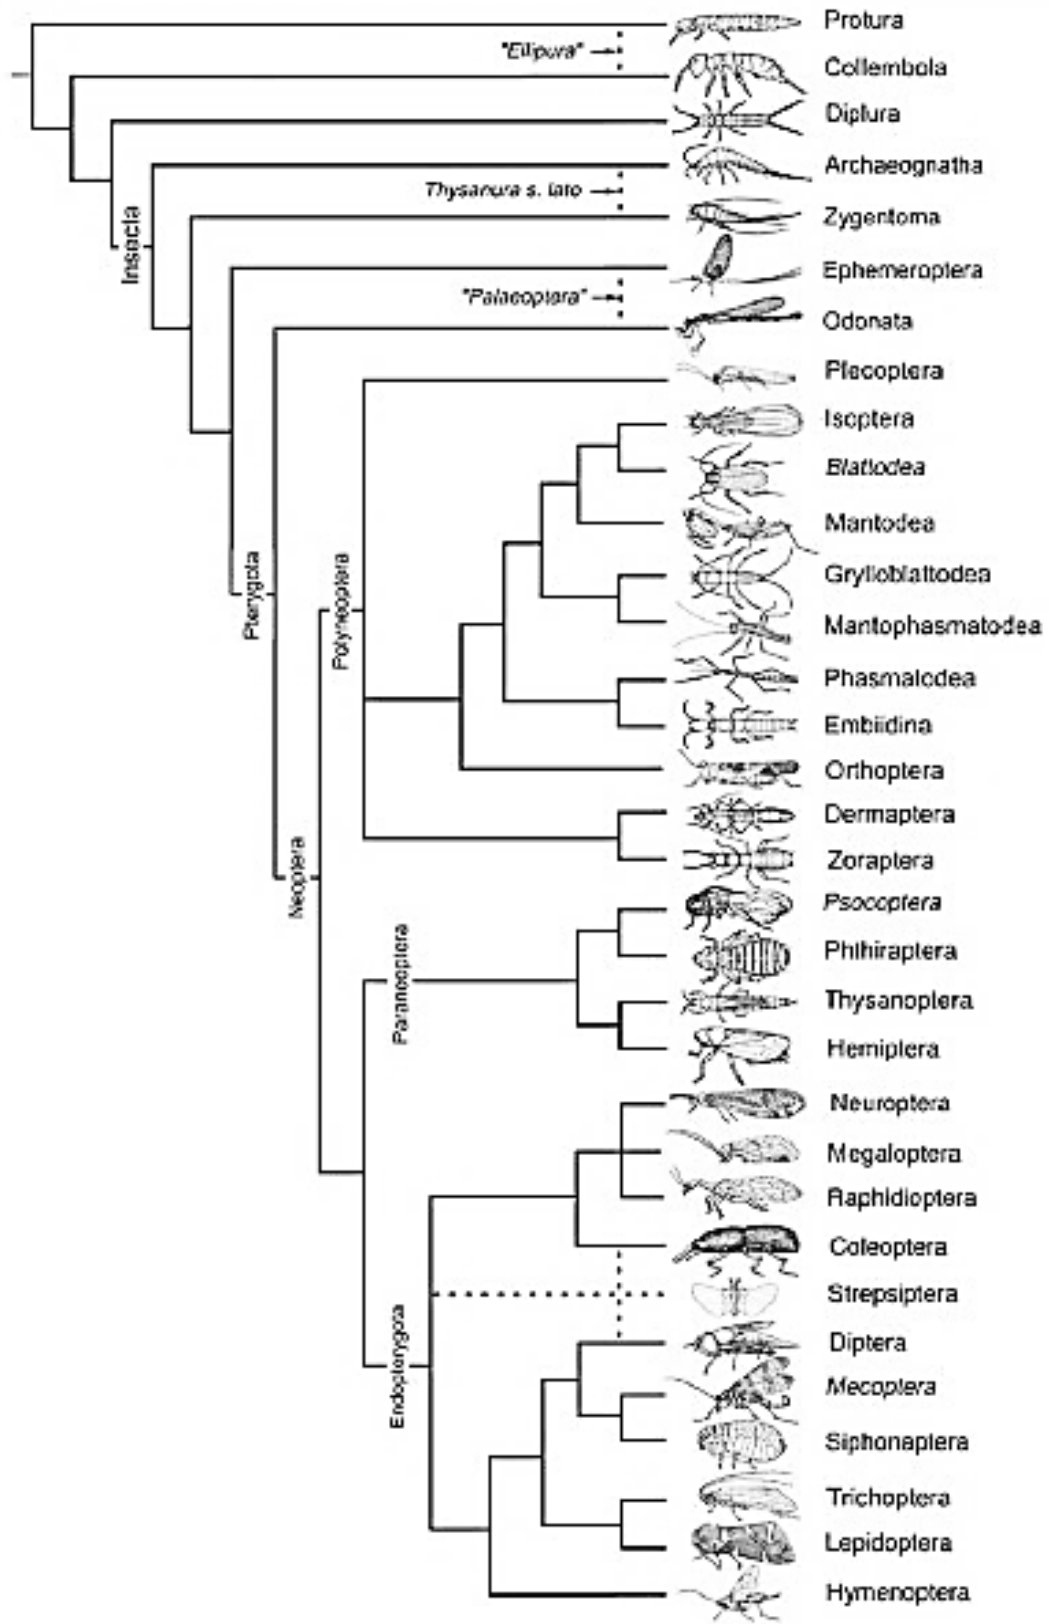 Protura
"Ellipura"
Collembola
Diplura
Archaeognatha
Thysanura s. lato
Zygentoma
Insecta
Ephemeroptera
"Palaeoptera"
Odonata
Plecoptera
Isoptera
Blattodea
Mantodea
Grylloblattodea
Pterygota
Polyneoptera
Mantophasmatodea
Phasmatodea
Embiidina
Orthoptera
Dermaptera
Zoraptera
Neoptera
Psocoptera
Phthiraptera
Paraneoptera
Thysanoptera
Hemiptera
Neuroptera
Megaloptera
Raphidioptera
Coleoptera
Strepsiptera
Diptera
Endopterygota
Mecoptera
Siphonaptera
Trichoptera
Lepidoptera
Hymenoptera